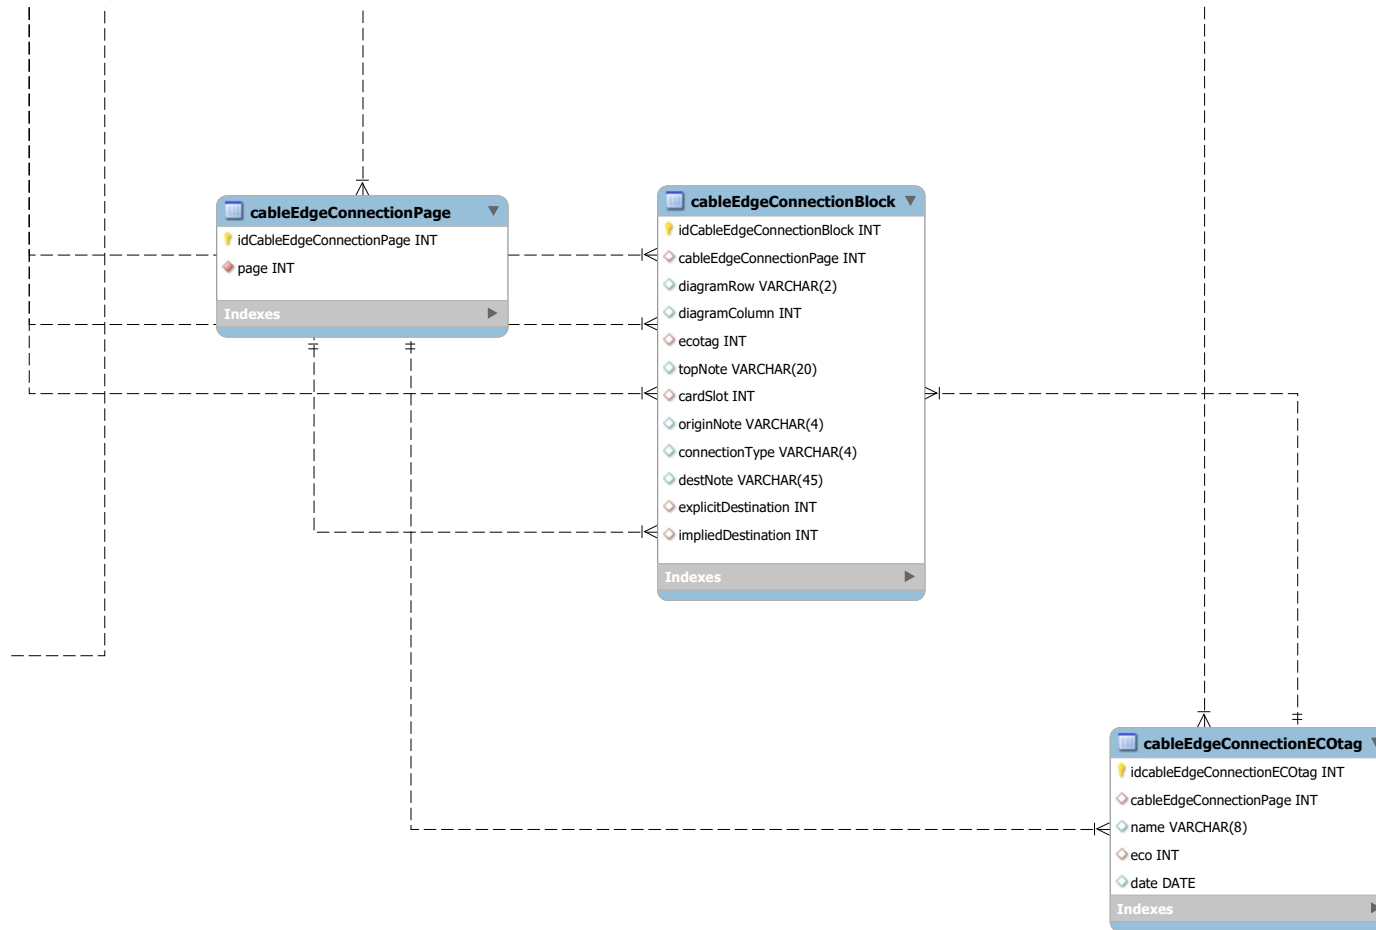 cableEdgeConnectionPage
idCableEdgeConnectionPage INT
page INT
Indexes
cableEdgeConnectionBlock
idCableEdgeConnectionBlock INT
cableEdgeConnectionPage INT
diagramRow VARCHAR(2)
diagramColumn INT
ecotag INT
topNote VARCHAR(20)
cardSlot INT
originNote VARCHAR(4)
connectionType VARCHAR(4)
destNote VARCHAR(45)
explicitDestination INT
impliedDestination INT
Indexes
cableEdgeConnectionECOtag
idcableEdgeConnectionECOtag INT
cableEdgeConnectionPage INT
name VARCHAR(8)
eco INT
date DATE
Indexes